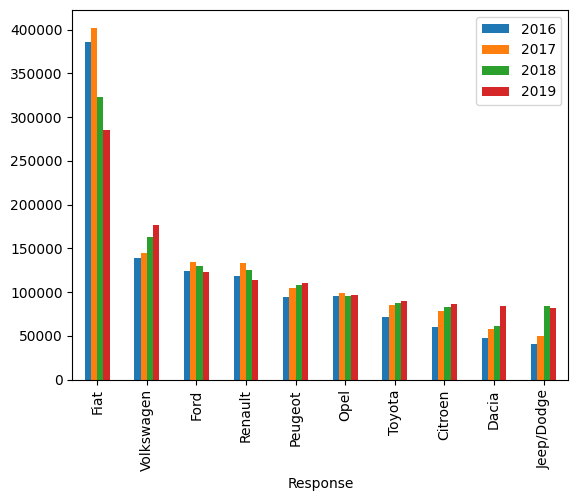 400000
350000
300000
250000
200000
150000
100000
50000
0
2016
2017
2018
2019
Fiat
Volkswagen
Ford
Renault
Peugeot
Opel
Toyota
Citroen
Dacia
Jeep/Dodge
Response